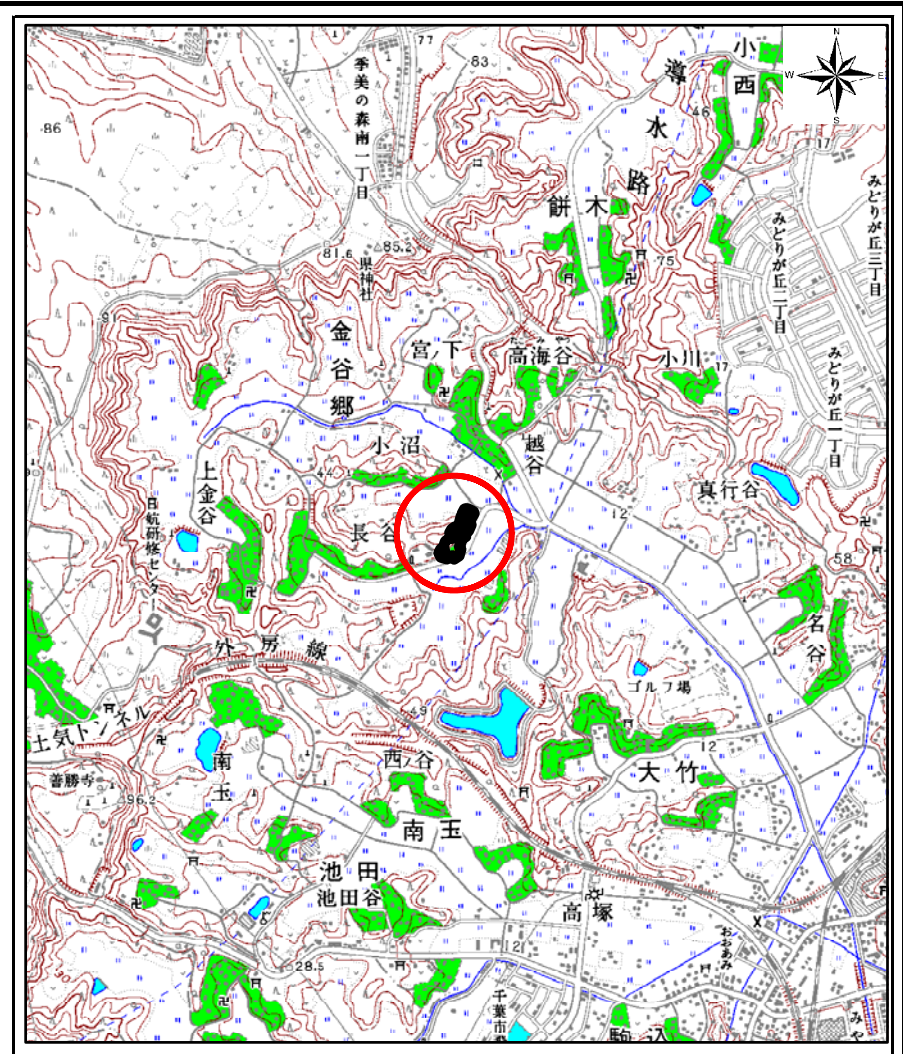 小西
N
W
E
S
季美の森南一丁目
77
83
導水路
46
86
17
餅木
みどりが丘三丁目
みどりが丘二丁目
85.2
81.6
県神社
75
金谷郷
宮ノ下
高海谷
小川
17
みどりが丘一丁目
小沼
越谷
44
上金谷
真行谷
12
日航研修センター
長谷
58
名谷
外房線
ゴルフ場
49
土気トンネル
12
南玉
西ノ谷
大竹
善勝寺
96.2
南玉
池田
池田谷
高塚
おおあみ
12
28.5
千葉市
駒込
みや